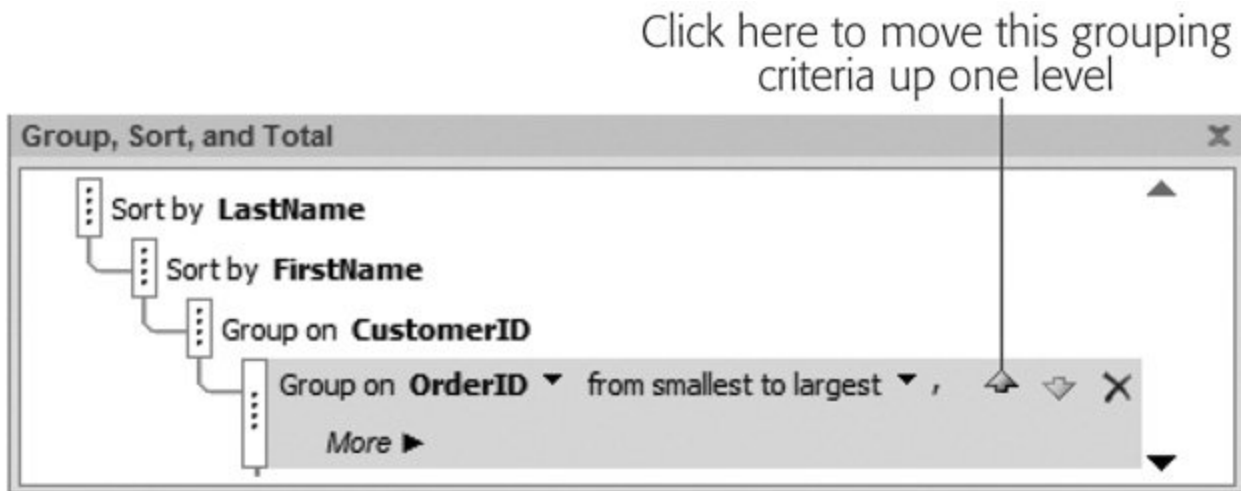 Click here to move this grouping
criteria up one level
Group, Sort, and Total
Sort by LastName
Sort by FirstName
Group on CustomerID
Group on OrderID from smallest to largest ,
More